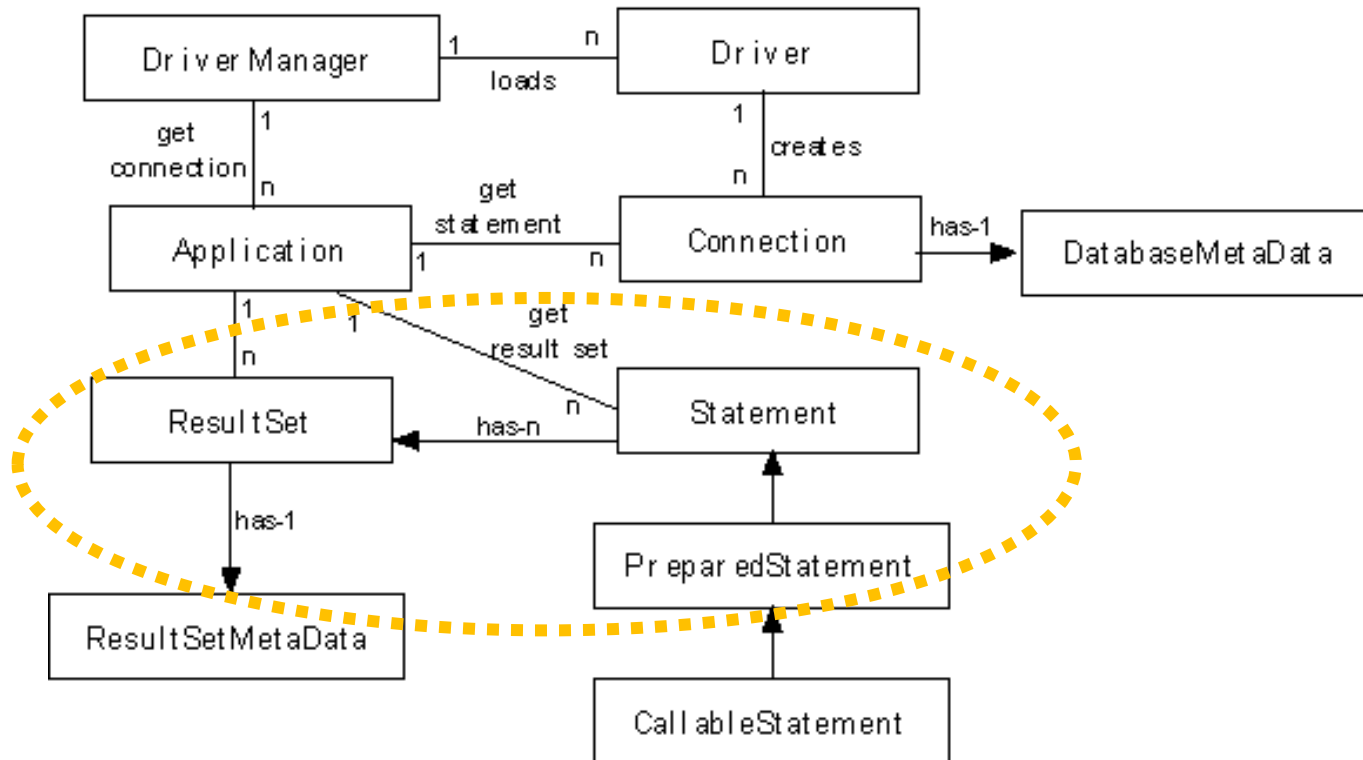 DriverManager
1
n
loads
Driver
1
get
connection
n
1
creates
n
get
statement
Application
1
n
Connection
has-1
DatabaseMetaData
1
n
1
get
result set
n
ResultSet
has-n
Statement
has-1
PreparedStatement
ResultSetMetaData
CallableStatement